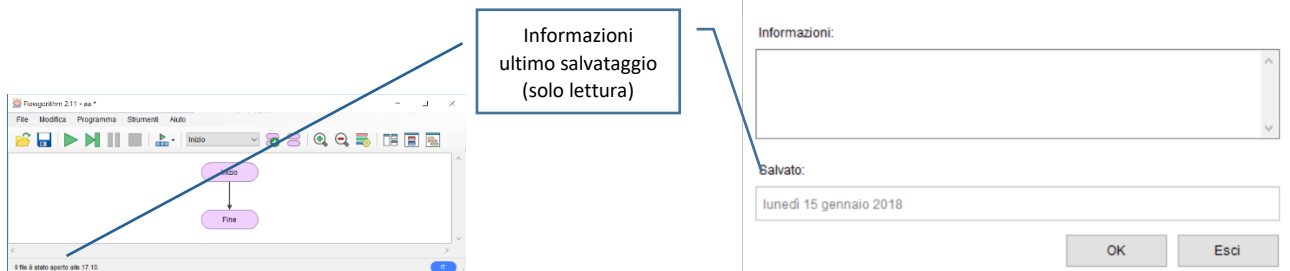 Flowgorithm 2.11 - aa *
File Modifica Programma Strumenti Aiuto
Inizio
Inizio
Fine
Il file è stato aperto alle 17.10.
IT
Informazioni
ultimo salvataggio
(solo lettura)
Informazioni:
Salvato:
lunedì 15 gennaio 2018
OK Esci